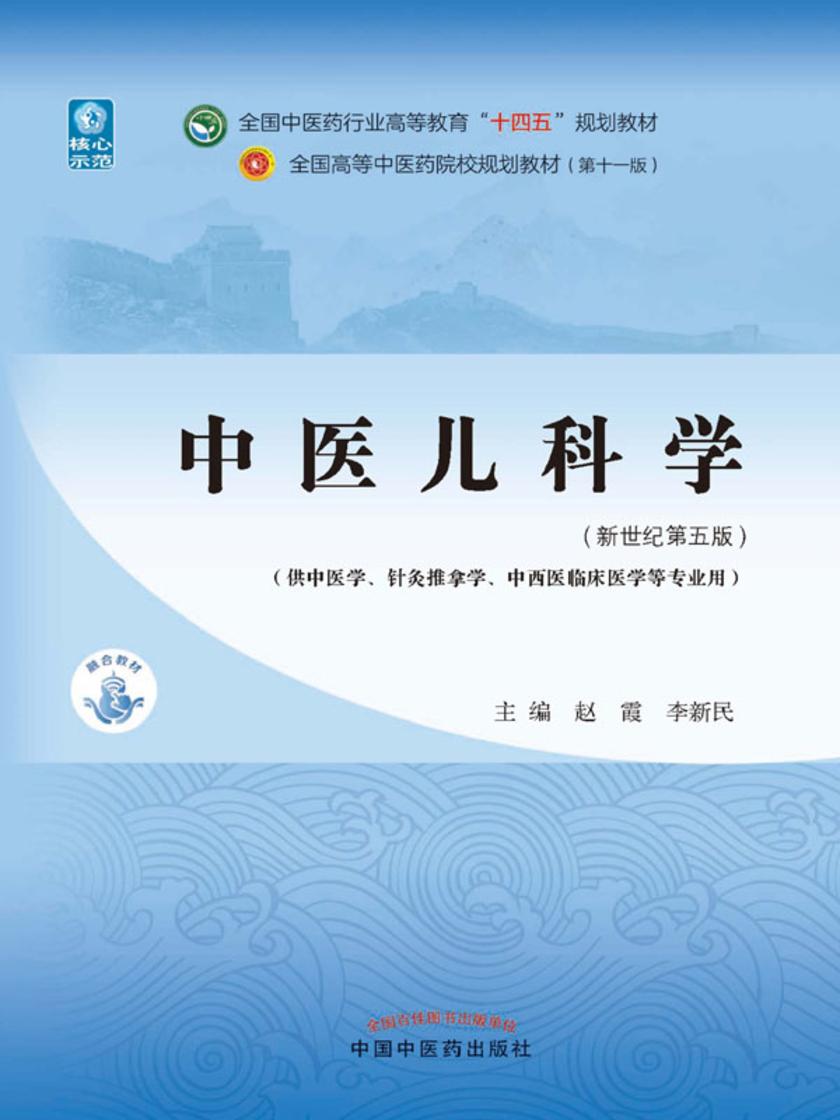 核心
示范
全国中医药行业高等教育“十四五”规划教材
全国高等中医药院校规划教材（第十一版）
中医儿科学
（新世纪第五版）
（供中医学、针灸推拿学、中西医临床医学等专业用）
融合教材
主编 赵霞 李新民
全国百佳图书出版单位
中国中医药出版社